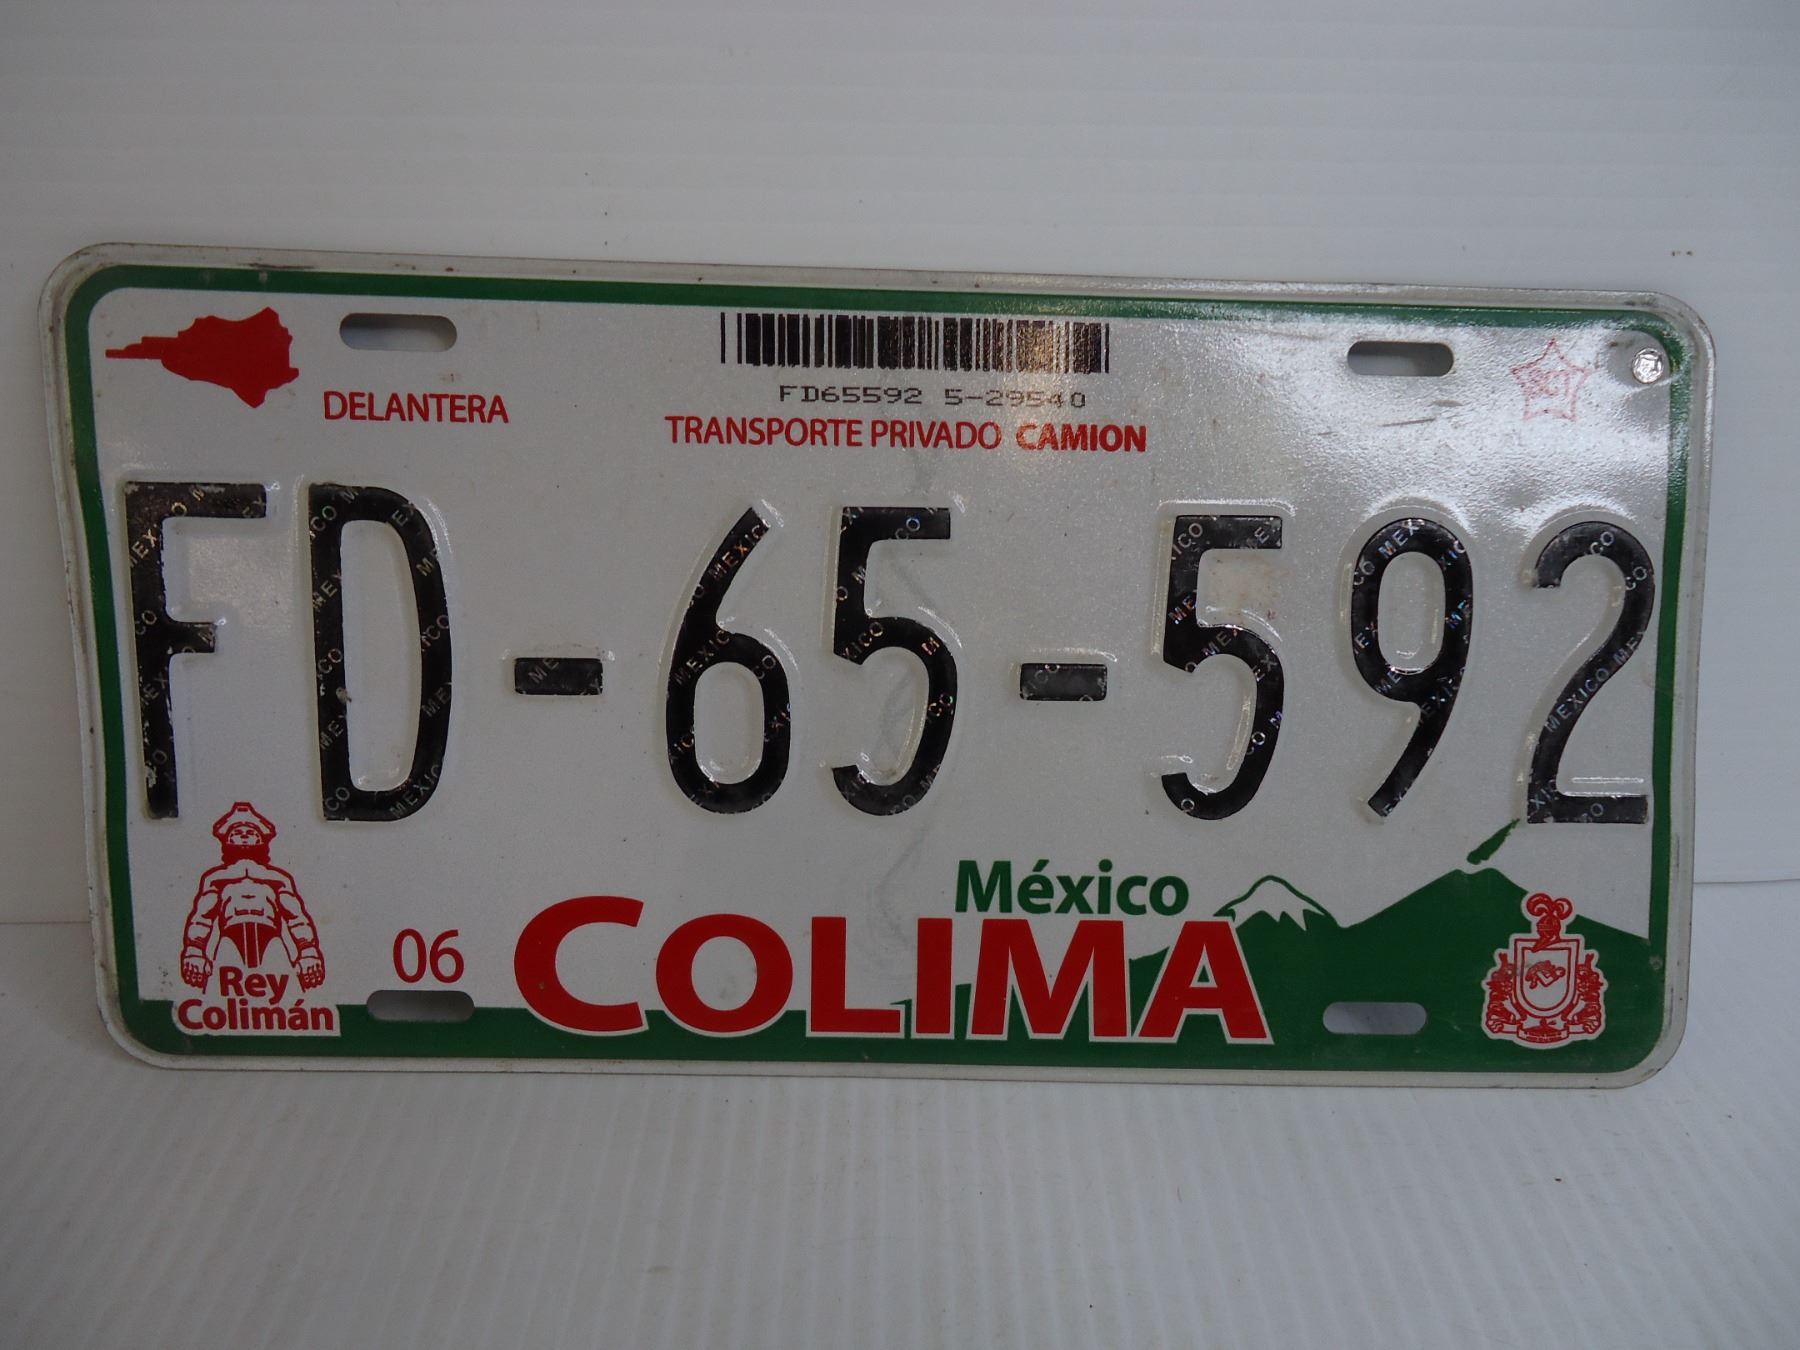 DELANTERA
FD65592 5-29540
TRANSPORTE PRIVADO CAMION
FD-65-592
México
Rey
Colimán
06
COLIMA